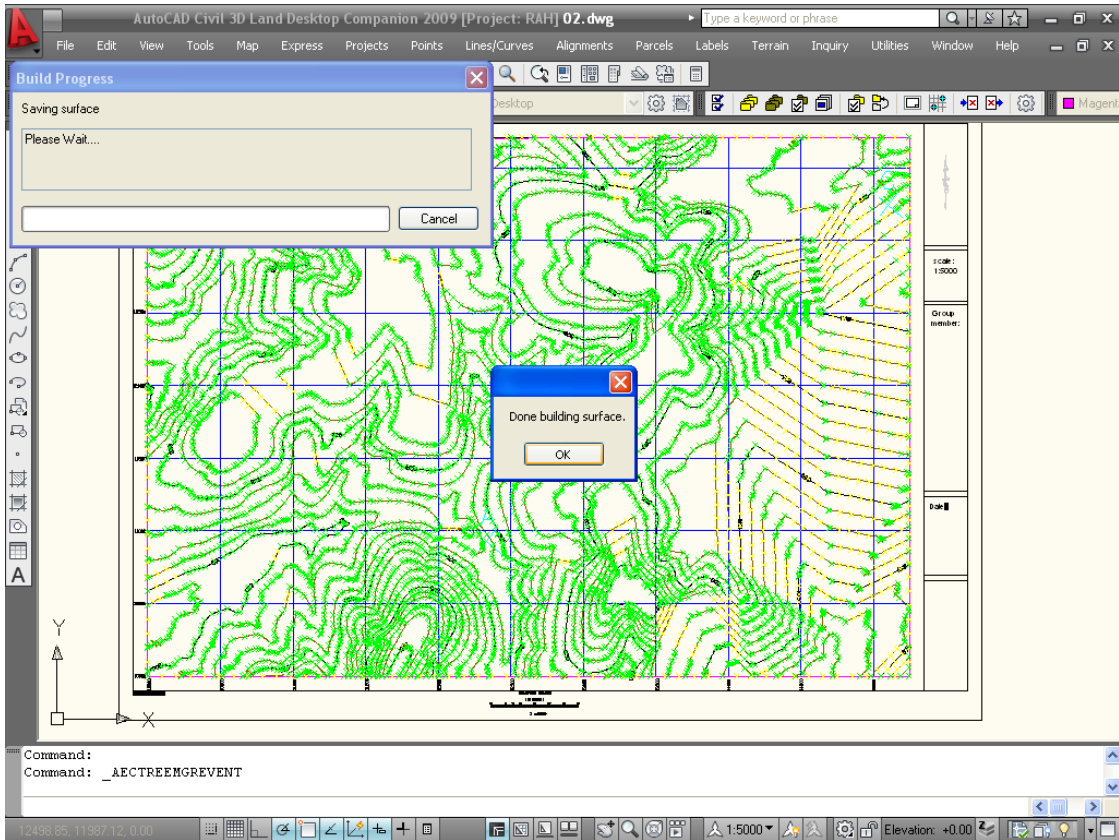 AutoCAD Civil 3D Land Desktop Companion 2009 [Project: RAH] 02.dwg
Type a keyword or phrase
File Edit View Tools Map Express Projects Points Lines/Curves Alignments Parcels Labels Terrain Inquiry Utilities Window Help
Build Progress
Saving surface
Please Wait....
Cancel
Desktop
Magent
scale :
1:5000
Group
member:
Done building surface.
OK
Date
A
Y
X
Command:
Command: _AECTREEMGREVENT
12498.85, 11987.12, 0.00
1:5000
Elevation: +0.00